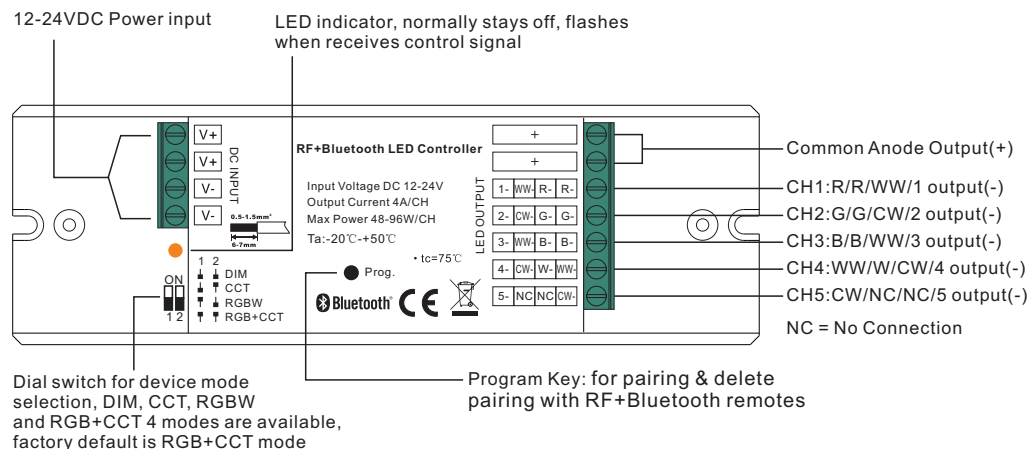 12-24VDC Power input
LED indicator, normally stays off, flashes
when receives control signal
V+
V+
V-
V-
DC INPUT
0.5-1.5mm²
6-7mm
RF+Bluetooth LED Controller
Input Voltage DC 12-24V
Output Current 4A/CH
Max Power 48-96W/CH
Ta:-20℃-+50℃
• tc=75℃
Prog.
Bluetooth®
CE
ON
1 2
1 2
DIM
CCT
RGBW
RGB+CCT
LED OUTPUT
+
+
1- WW- R- R-
2- CW- G- G-
3- WW- B- B-
4- CW- W- WW-
5- NC NC CW-
Common Anode Output(+)
CH1:R/R/WW/1 output(-)
CH2:G/G/CW/2 output(-)
CH3:B/B/WW/3 output(-)
CH4:WW/W/CW/4 output(-)
CH5:CW/NC/NC/5 output(-)
NC = No Connection
Dial switch for device mode
selection, DIM, CCT, RGBW
and RGB+CCT 4 modes are available,
factory default is RGB+CCT mode
Program Key: for pairing & delete
pairing with RF+Bluetooth remotes